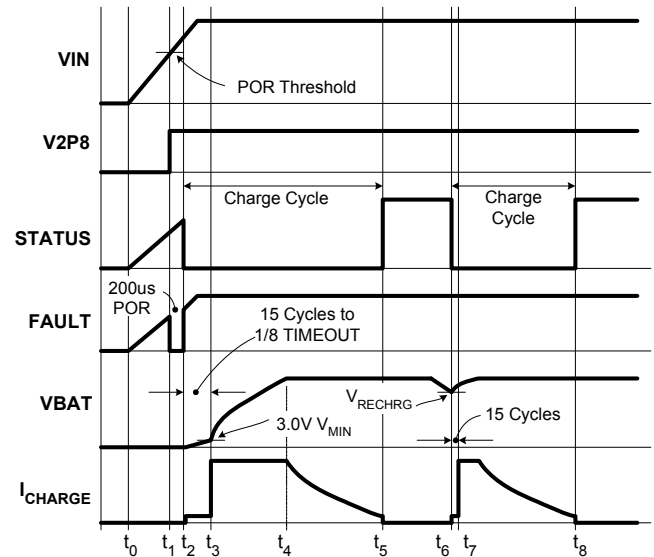 VIN
POR Threshold
V2P8
Charge Cycle
Charge
Cycle
STATUS
200us
POR
FAULT
15 Cycles to
1/8 TIMEOUT
VBAT
VRECHRG
3.0V VMIN
15 Cycles
ICHARGE
t0 t1 t2 t3 t4 t5 t6 t7 t8